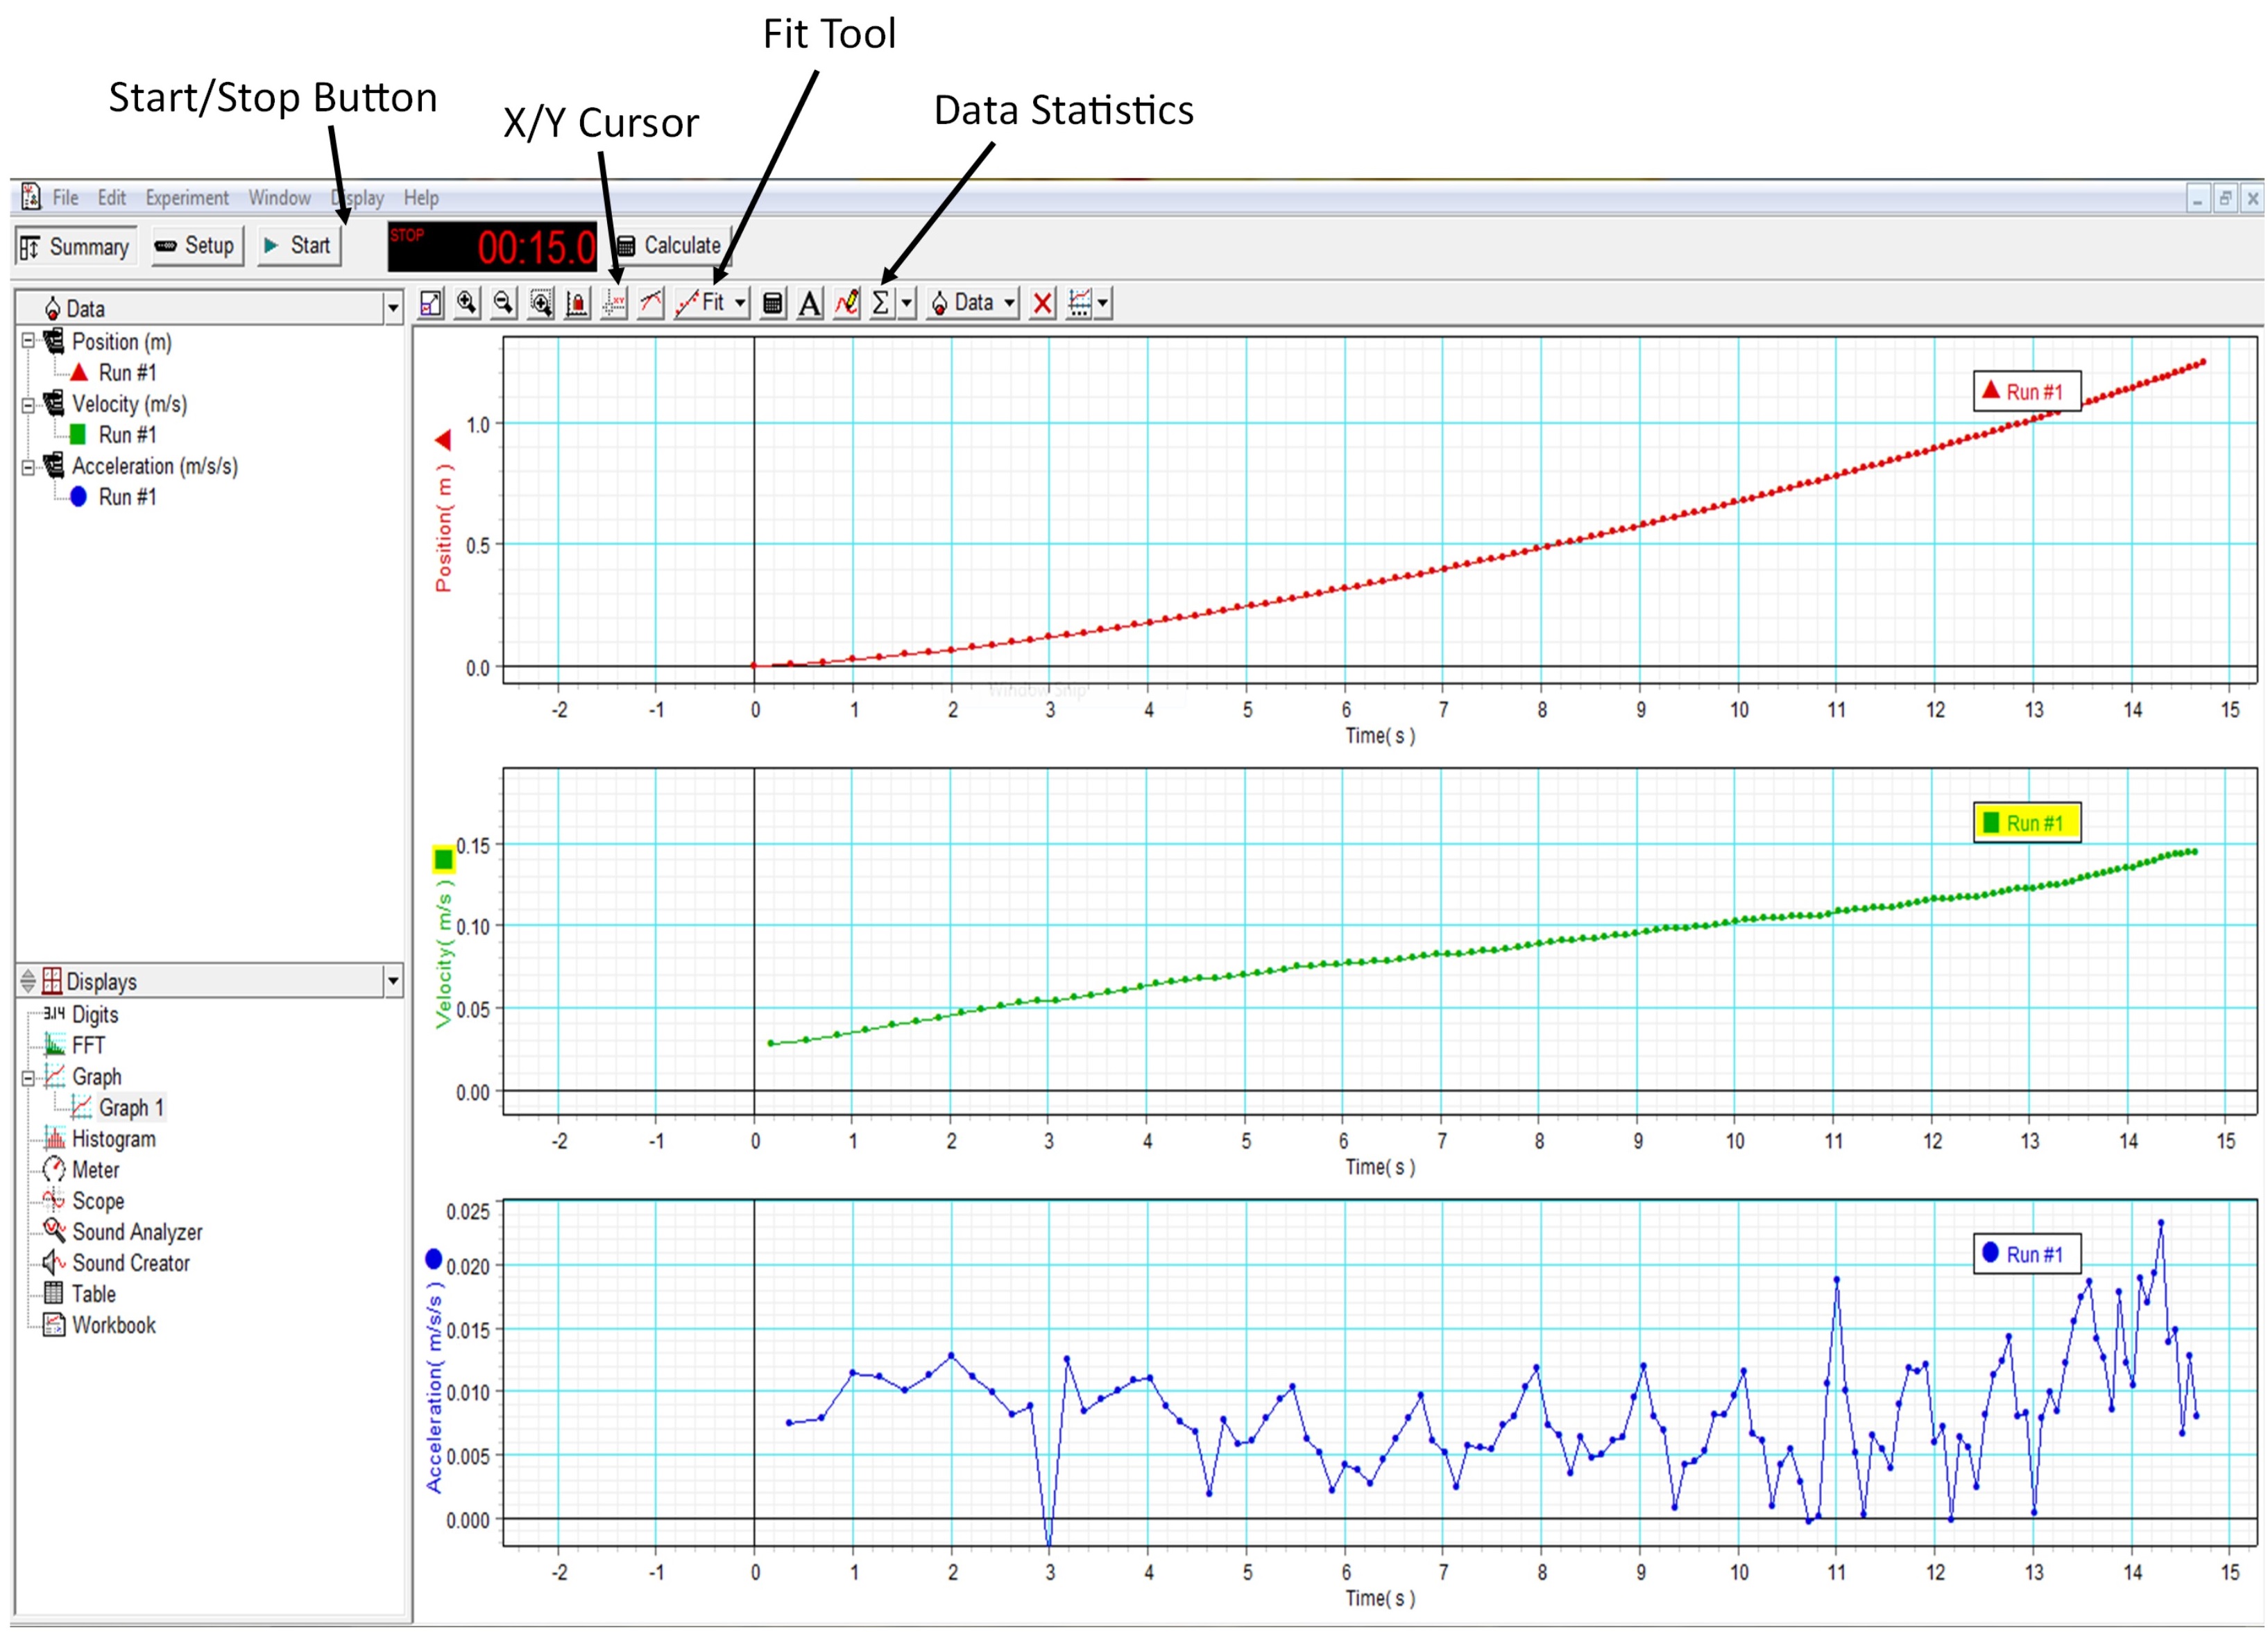 Fit Tool
Start/Stop Button
X/Y Cursor
Data Statistics
File Edit Experiment Window Display Help
Summary Setup Start STOP 00:15.0 Calculate
Fit A Σ Data
Data
Position (m)
Run #1
Velocity (m/s)
Run #1
Acceleration (m/s/s)
Run #1
Displays
3.14 Digits
FFT
Graph
Graph 1
Histogram
Meter
Scope
Sound Analyzer
Sound Creator
Table
Workbook
Position( m )
1.0
0.5
0.0
Run #1
Window Snip
-2 -1 0 1 2 3 4 5 6 7 8 9 10 11 12 13 14 15
Time( s )
Velocity( m/s )
0.15
0.10
0.05
0.00
Run #1
-2 -1 0 1 2 3 4 5 6 7 8 9 10 11 12 13 14 15
Time( s )
Acceleration( m/s/s )
0.025
0.020
0.015
0.010
0.005
0.000
Run #1
-2 -1 0 1 2 3 4 5 6 7 8 9 10 11 12 13 14 15
Time( s )